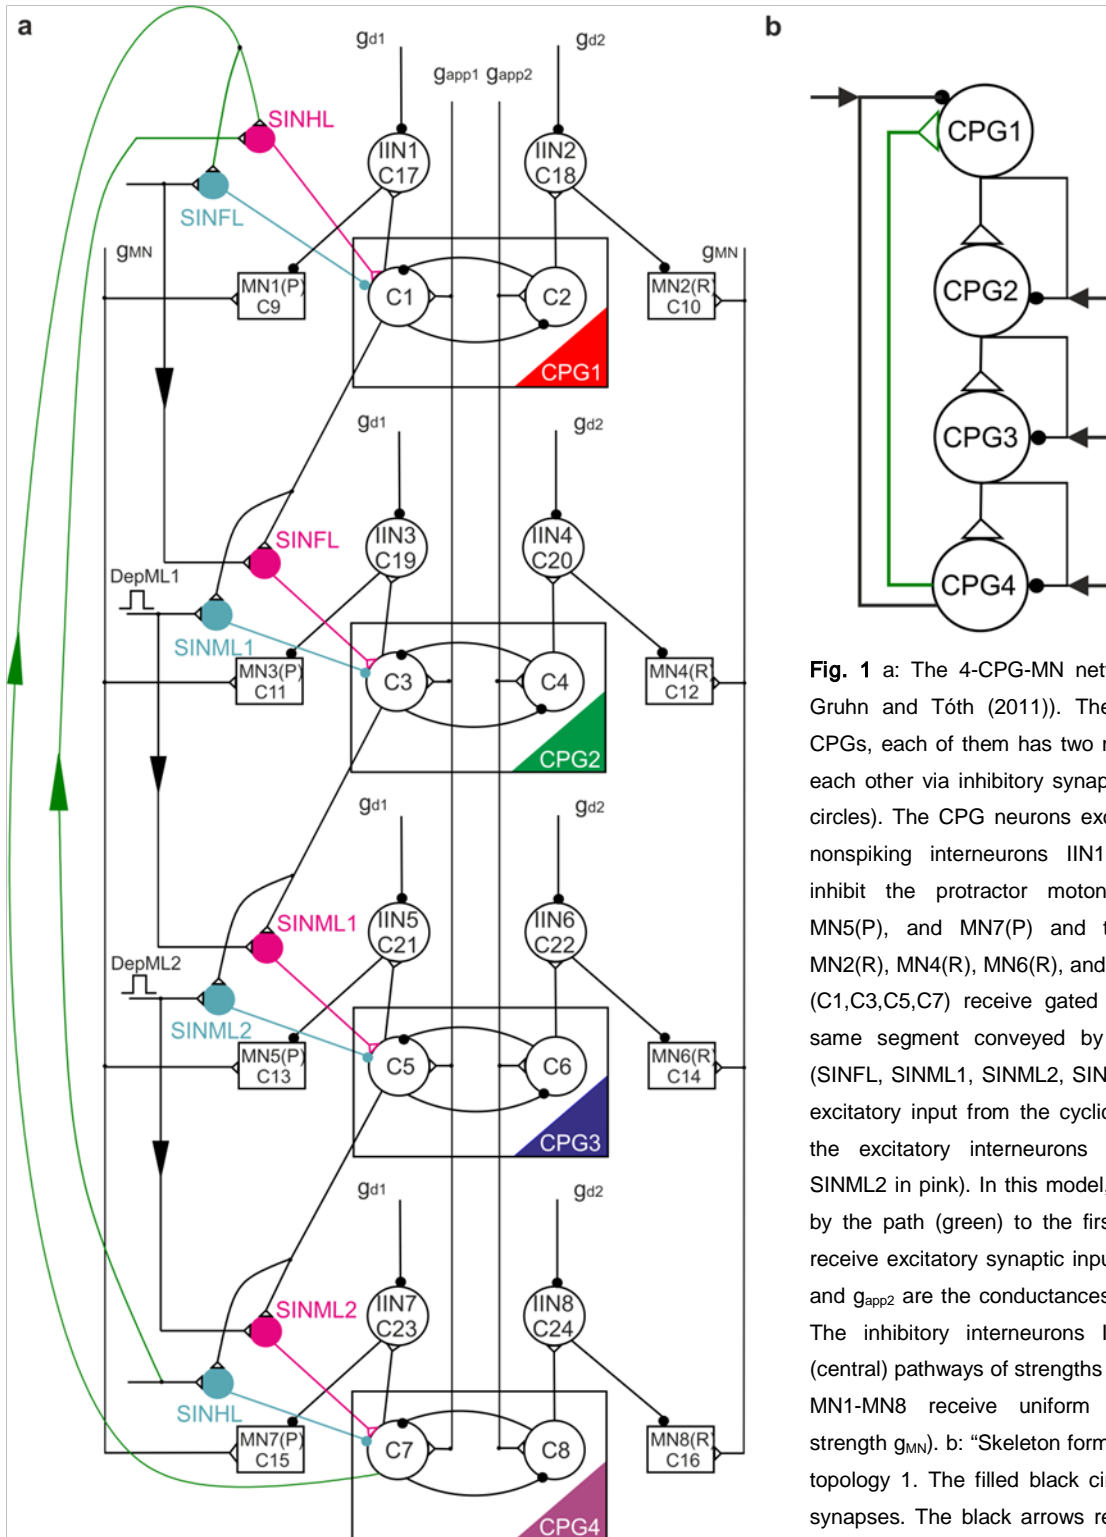 a
gd1
gd2
gapp1 gapp2
SINHL
IIN1
C17
IIN2
C18
SINFL
gMN
gMN
MN1(P)
C9
C1
C2
MN2(R)
C10
CPG1
gd1
gd2
SINFL
IIN3
C19
IIN4
C20
DepML1
SINML1
MN3(P)
C11
C3
C4
MN4(R)
C12
CPG2
gd1
gd2
SINML1
IIN5
C21
IIN6
C22
DepML2
SINML2
MN5(P)
C13
C5
C6
MN6(R)
C14
CPG3
gd1
gd2
SINML2
IIN7
C23
IIN8
C24
SINHL
MN7(P)
C15
C7
C8
MN8(R)
C16
CPG4
b
CPG1
CPG2
CPG3
CPG4
Fig. 1 a: The 4-CPG-MN netw
Gruhn and Tóth (2011)). The
CPGs, each of them has two n
each other via inhibitory synap
circles). The CPG neurons exc
nonspiking interneurons IIN1
inhibit the protractor moton
MN5(P), and MN7(P) and t
MN2(R), MN4(R), MN6(R), and
(C1,C3,C5,C7) receive gated
same segment conveyed by
(SINFL, SINML1, SINML2, SIN
excitatory input from the cyclic
the excitatory interneurons
SINML2 in pink). In this model,
by the path (green) to the firs
receive excitatory synaptic inpu
and gapp2 are the conductances
The inhibitory interneurons I
(central) pathways of strengths
MN1-MN8 receive uniform
strength gMN). b: “Skeleton form
topology 1. The filled black ci
synapses. The black arrows re